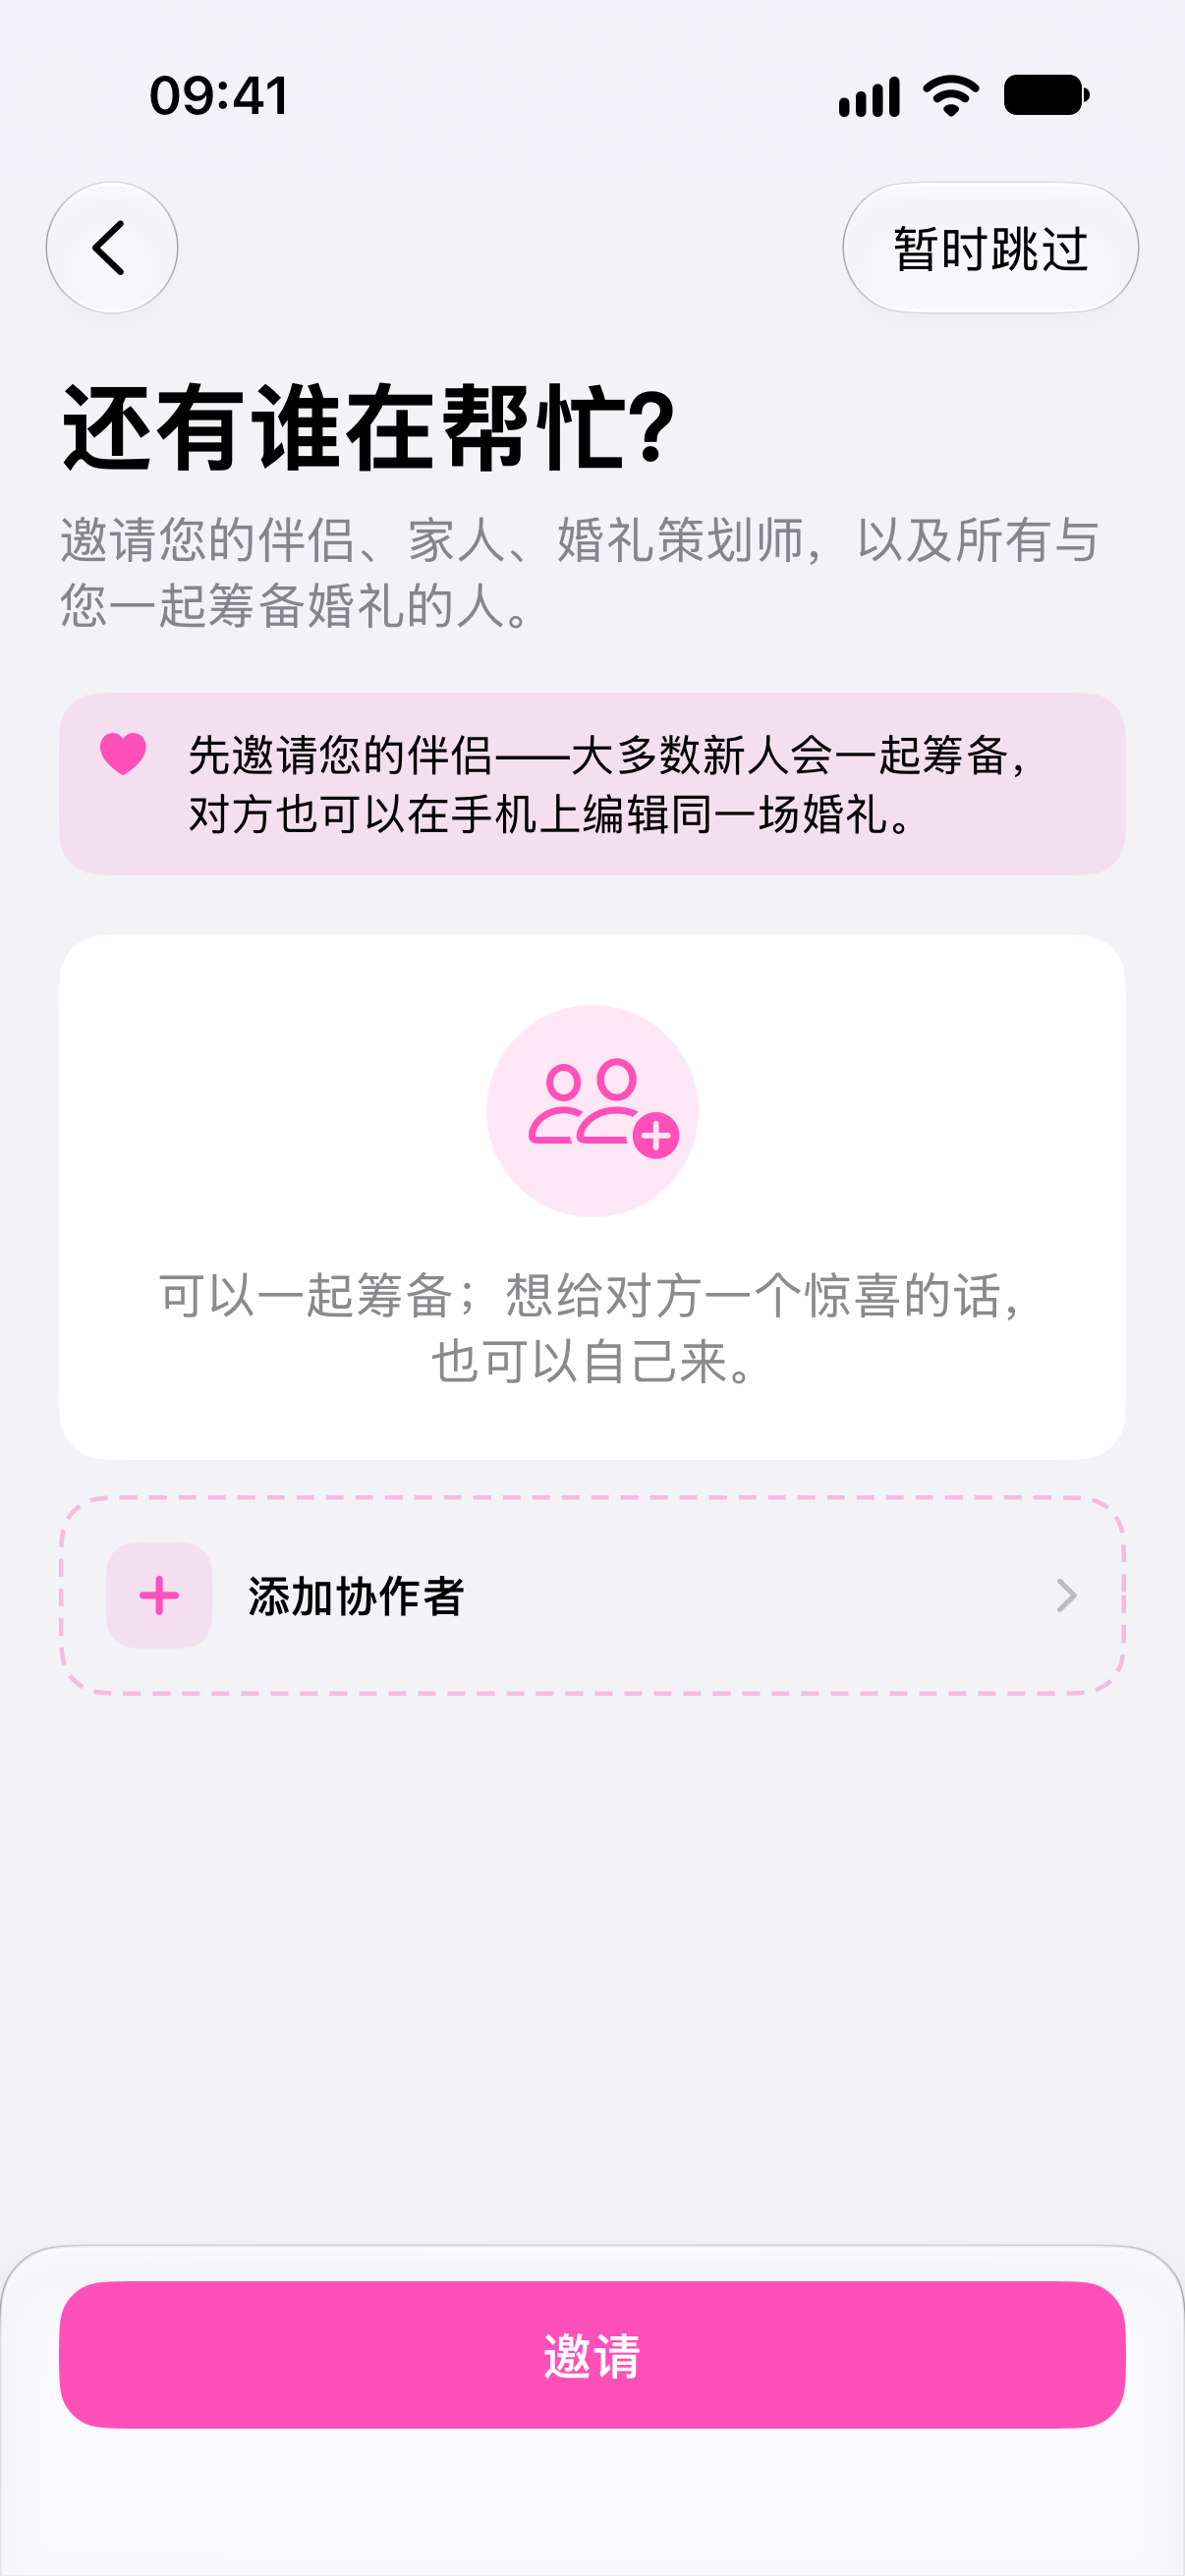 09:41
暂时跳过
还有谁在帮忙?
邀请您的伴侣、家人、婚礼策划师，以及所有与
您一起筹备婚礼的人。
先邀请您的伴侣——大多数新人会一起筹备，
对方也可以在手机上编辑同一场婚礼。
可以一起筹备；想给对方一个惊喜的话，
也可以自己来。
添加协作者
邀请